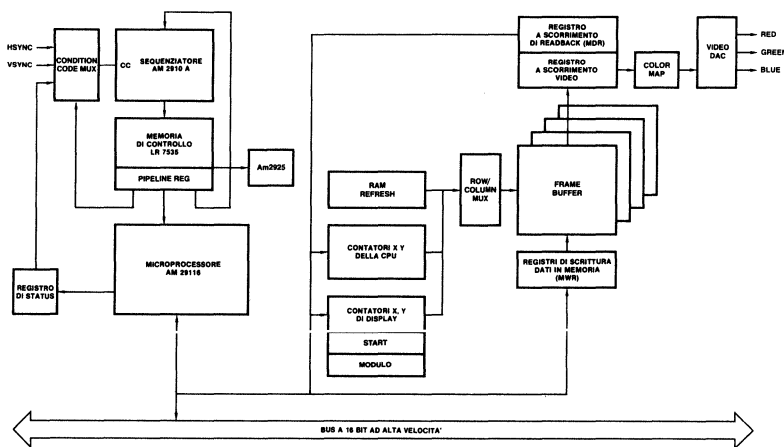 HSYNC
VSYNC
CONDITION
CODE MUX
CC
SEQUENZIATORE
AM 2910 A
MEMORIA
DI CONTROLLO
LR 7535
PIPELINE REG
Am2925
MICROPROCESSORE
AM 29116
REGISTRO
DI STATUS
REGISTRO
A SCORRIMENTO
DI READBACK (MDR)
REGISTRO
A SCORRIMENTO
VIDEO
COLOR
MAP
VIDEO
DAC
RED
GREEN
BLUE
RAM
REFRESH
CONTATORI X Y
DELLA CPU
CONTATORI X, Y
DI DISPLAY
START
MODULO
ROW/
COLUMN
MUX
FRAME
BUFFER
REGISTRI DI SCRITTURA
DATI IN MEMORIA
(MWR)
BUS A 16 BIT AD ALTA VELOCITA'